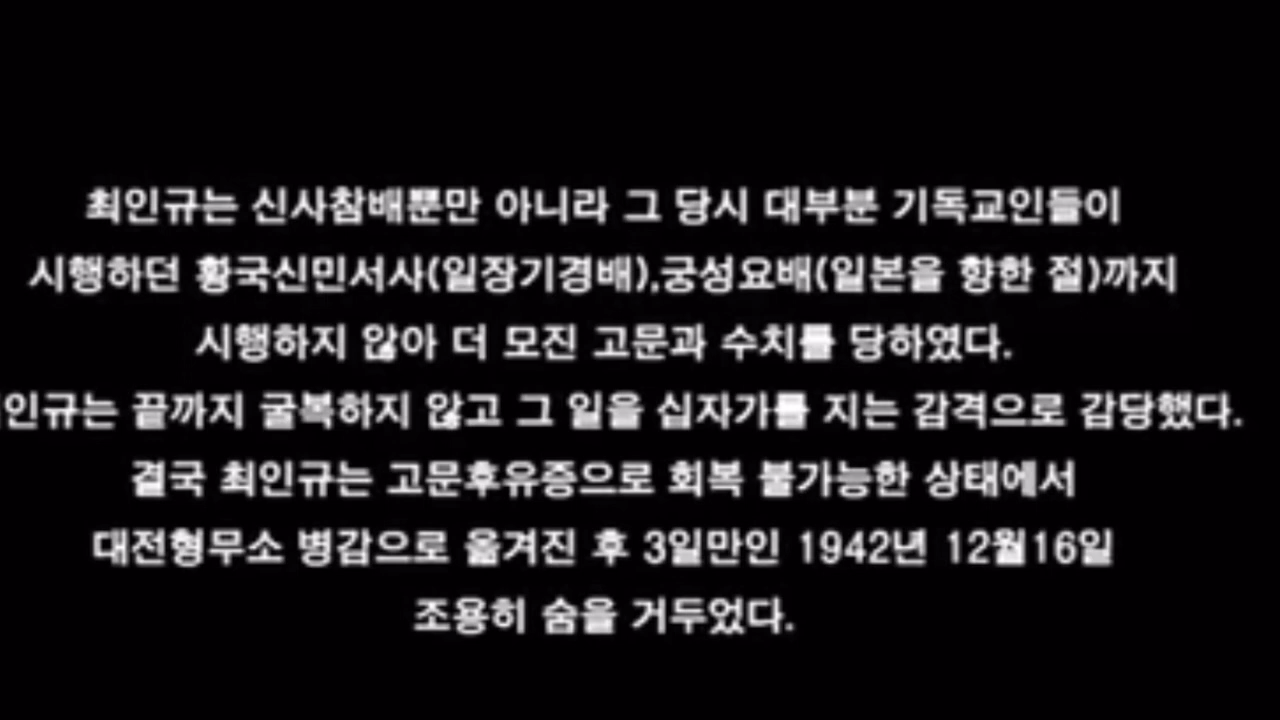 최인규는 신사참배뿐만 아니라 그 당시 대부분 기독교인들이
시행하던 황국신민서사(일장기경배),궁성요배(일본을 향한 절)까지
시행하지 않아 더 모진 고문과 수치를 당하였다.
인규는 끝까지 굴복하지 않고 그 일을 십자가를 지는 감격으로 감당했다.
결국 최인규는 고문후유증으로 회복 불가능한 상태에서
대전형무소 병감으로 옮겨진 후 3일만인 1942년 12월16일
조용히 숨을 거두었다.